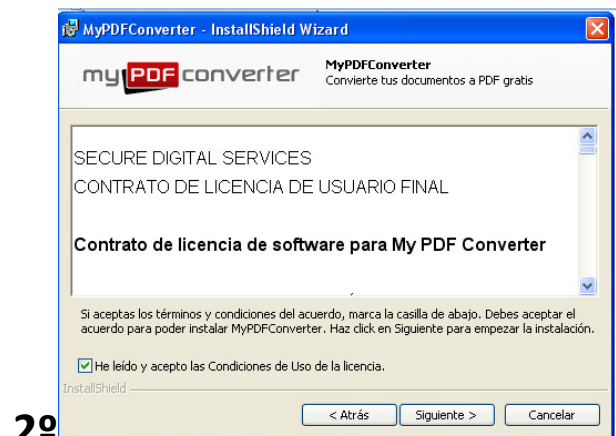 MyPDFConverter - InstallShield Wizard
my PDF converter
MyPDFConverter
Convierte tus documentos a PDF gratis
SECURE DIGITAL SERVICES
CONTRATO DE LICENCIA DE USUARIO FINAL
Contrato de licencia de software para My PDF Converter
Si aceptas los términos y condiciones del acuerdo, marca la casilla de abajo. Debes aceptar el
acuerdo para poder instalar MyPDFConverter. Haz click en Siguiente para empezar la instalación.
He leído y acepto las Condiciones de Uso de la licencia.
InstallShield
< Atrás Siguiente > Cancelar
2º